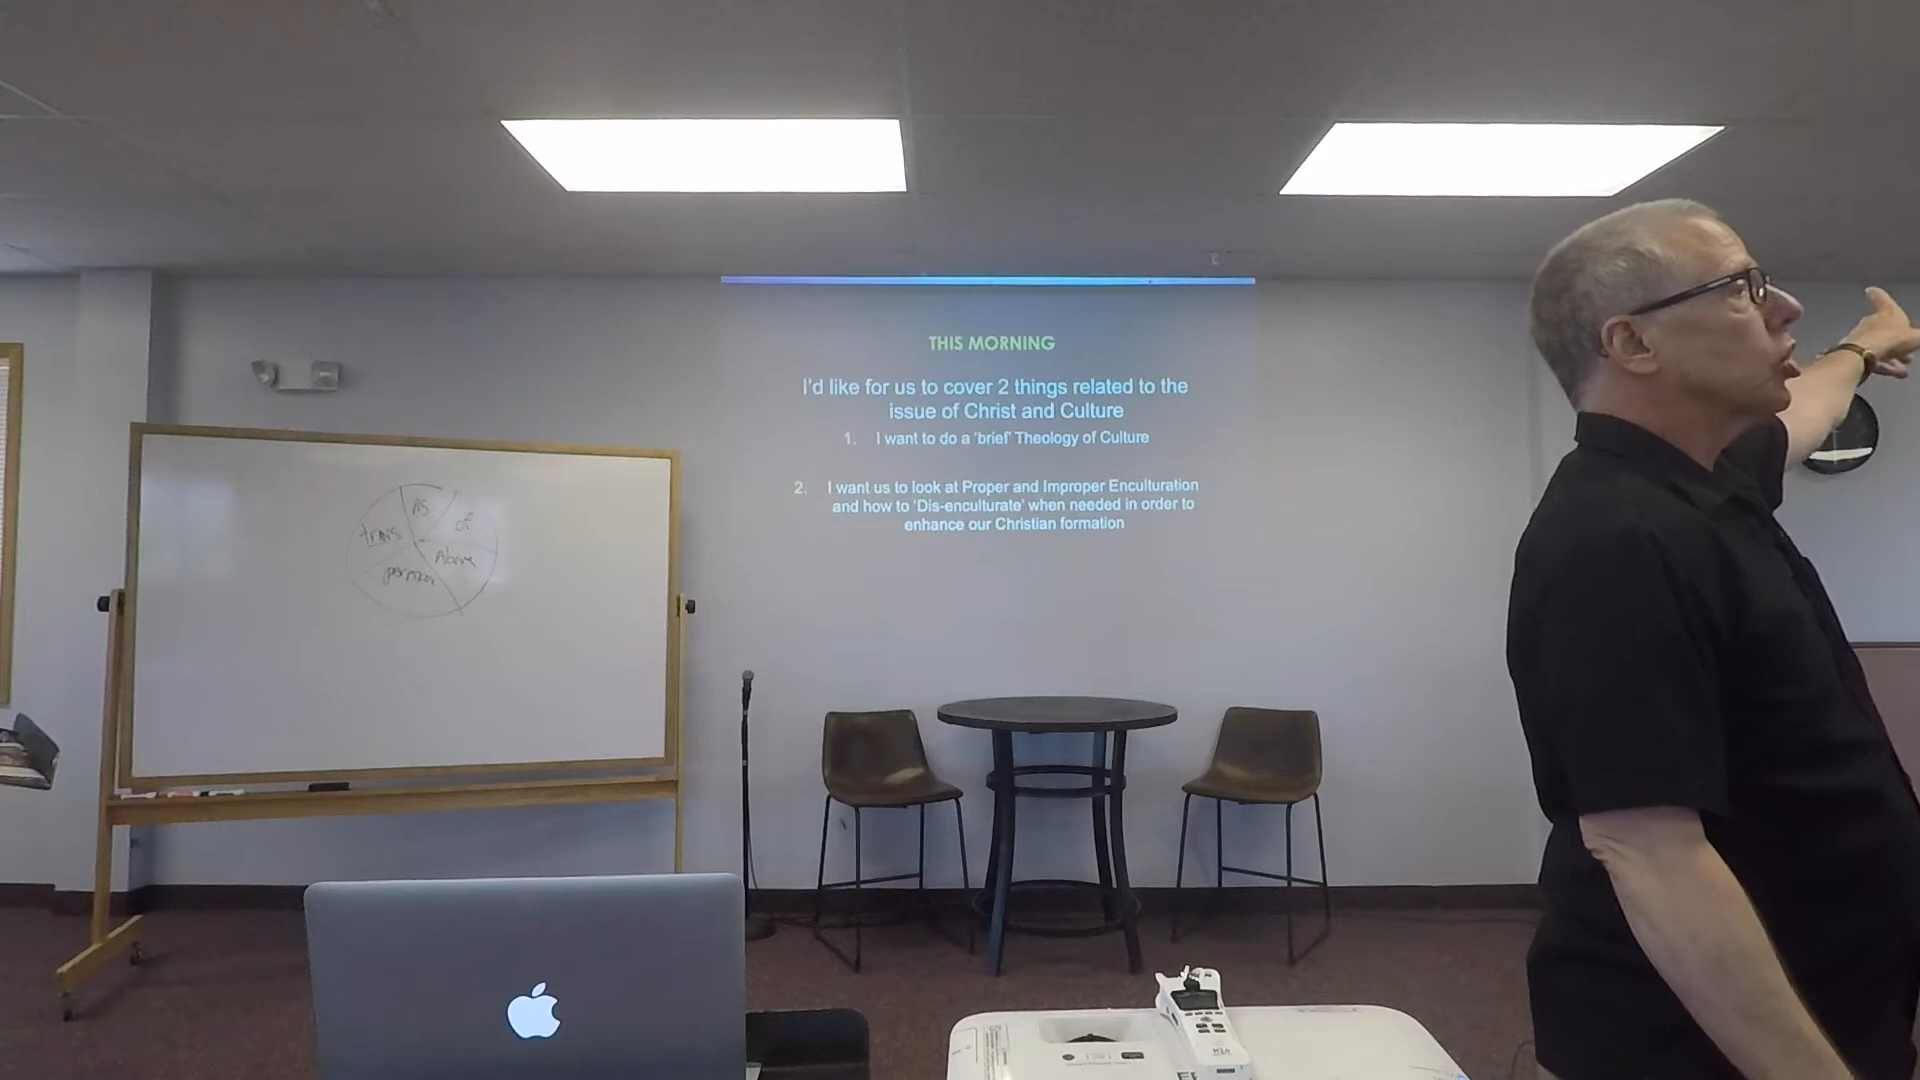 THIS MORNING
I'd like for us to cover 2 things related to the
issue of Christ and Culture
1. I want to do a 'brief' Theology of Culture
2. I want us to look at Proper and Improper Enculturation
and how to 'Dis-enculturate' when needed in order to
enhance our Christian formation
AS
of
trans
Above